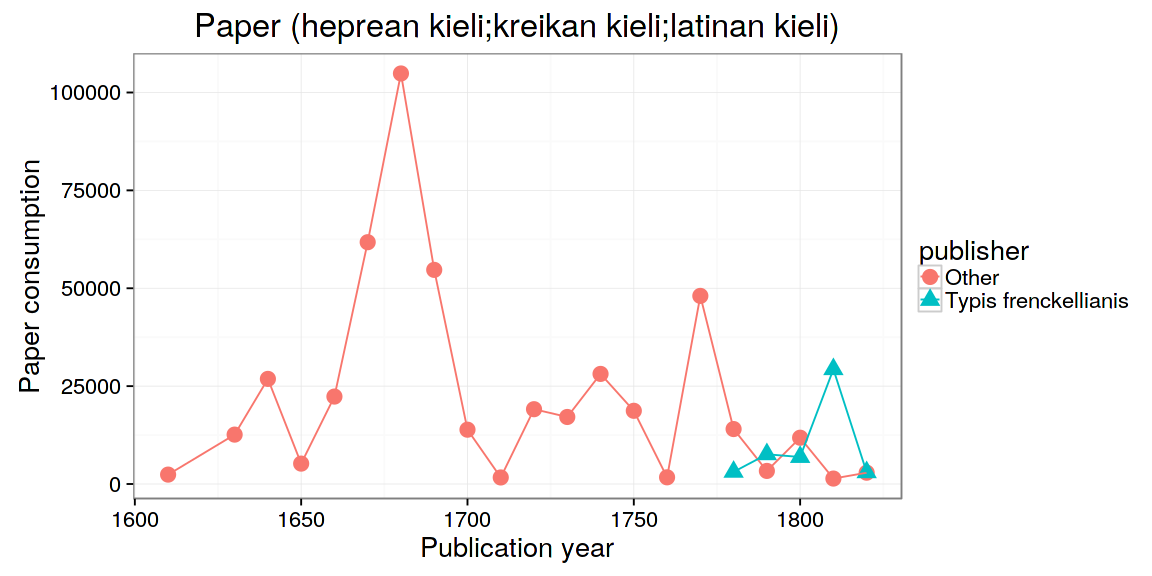 Paper (heprean kieli;kreikan kieli;latinan kieli)
Paper consumption
100000
75000
50000
25000
0
1600 1650 1700 1750 1800
Publication year
publisher
Other
Typis frenckellianis